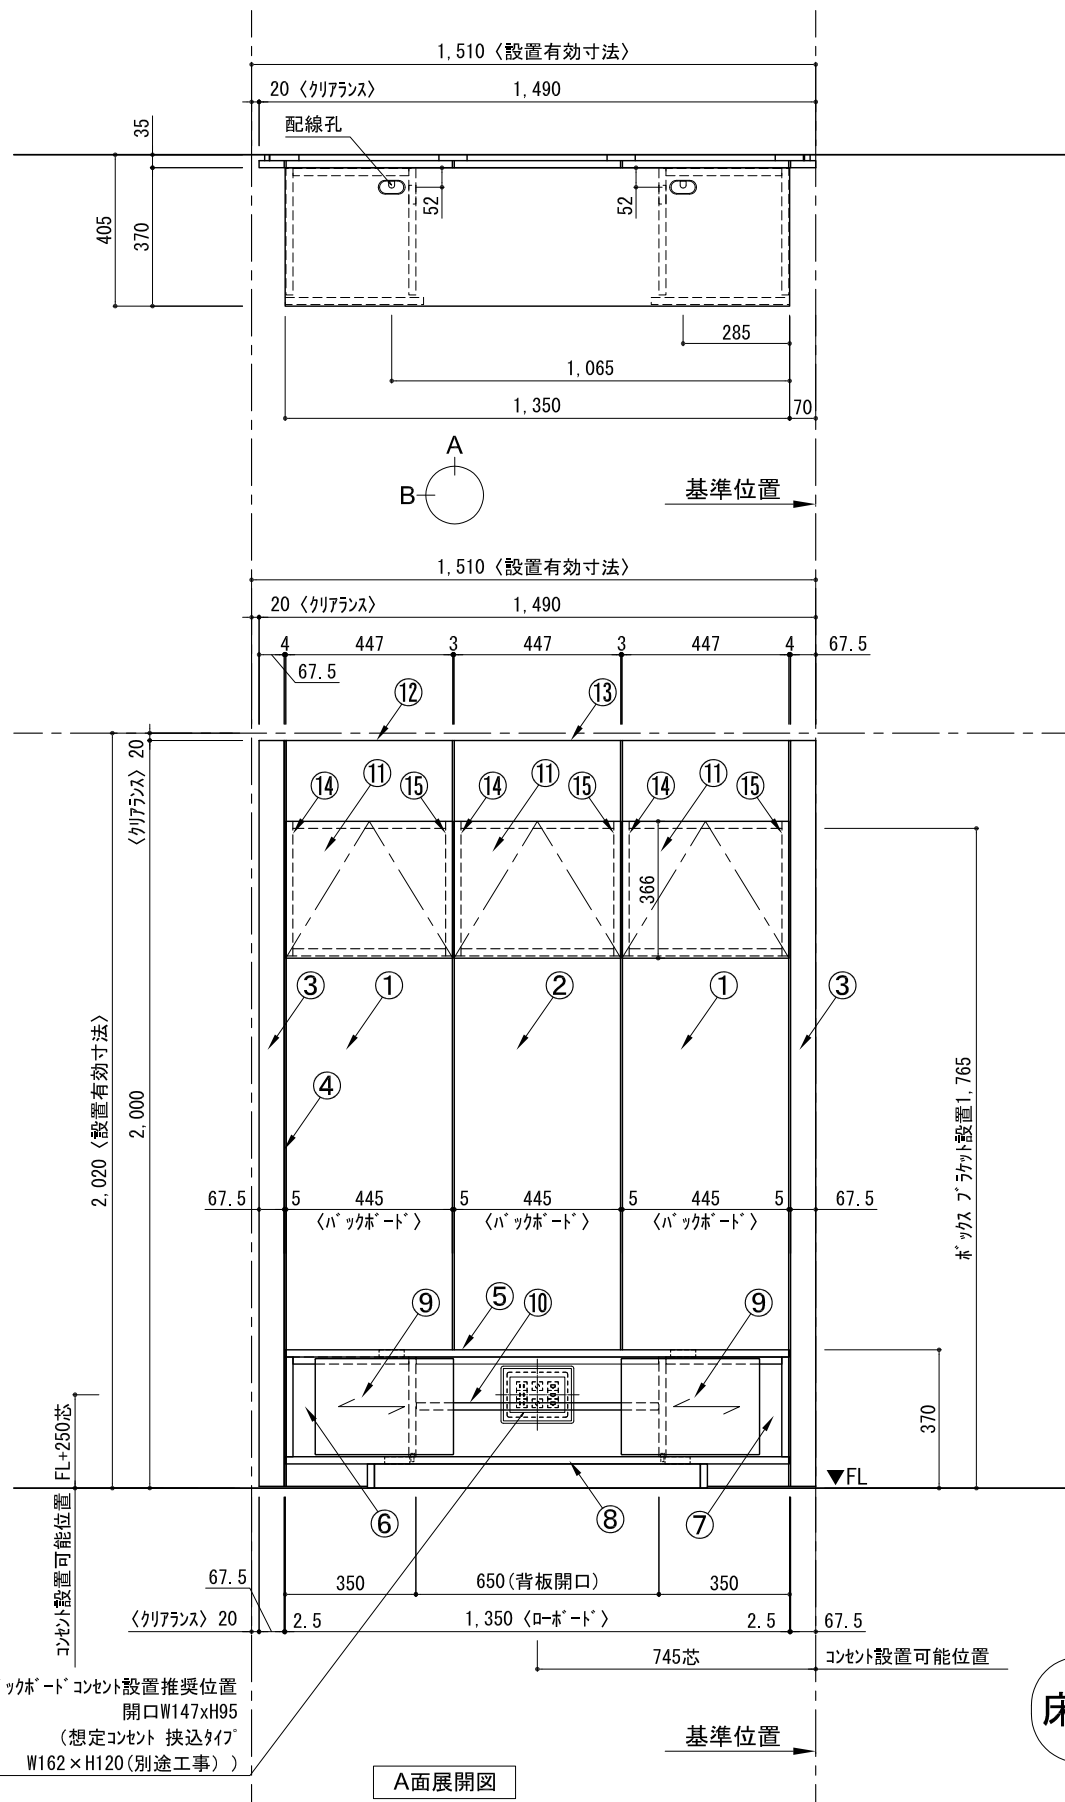 1,510〈設置有効寸法〉
20〈クリアランス〉
1,490
配線孔
35
405
370
52
52
285
1,065
1,350
70
A
B
基準位置
1,510〈設置有効寸法〉
20〈クリアランス〉
1,490
4
447
3
447
3
447
4
67.5
67.5
⑫
⑬
〈クリアランス〉20
⑭
⑪
⑮
⑭
⑪
⑮
⑭
⑪
⑮
366
③
①
②
①
③
④
2,020〈設置有効寸法〉
2,000
ボックス ブラケット設置1,765
67.5
5
445
5
445
5
445
5
67.5
〈バックボード〉
〈バックボード〉
〈バックボード〉
⑨
⑤
⑩
⑨
370
コンセント設置可能位置 FL+250芯
▼FL
⑥
⑧
⑦
67.5
350
650(背板開口)
350
〈クリアランス〉20
2.5
1,350〈ローボード〉
2.5
67.5
745芯
コンセント設置可能位置
ックボードコンセント設置推奨位置
開口W147xH95
(想定コンセント 挟込タイプ
W162×H120(別途工事))
基準位置
A面展開図
床